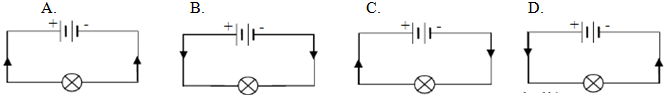 A. B. C. D.
+ - + - + - + -